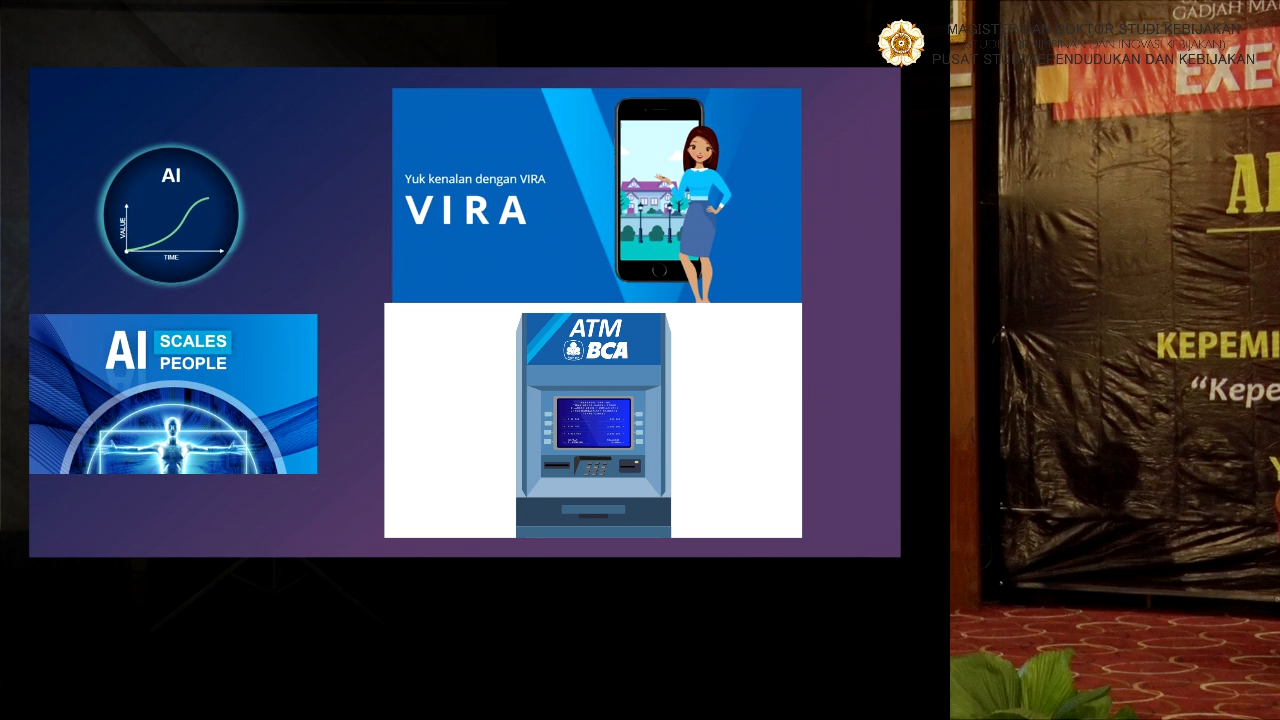 GADJAH MA
MAGISTER DAN DOKTOR STUDI KEBIJAKAN
PUSAT STUDI KEPENDUDUKAN DAN KEBIJAKAN
EXE
AI
VALUE
TIME
Yuk kenalan dengan VIRA
VIRA
AI SCALES
PEOPLE
ATM
BCA
KEPEMI
“Kepe